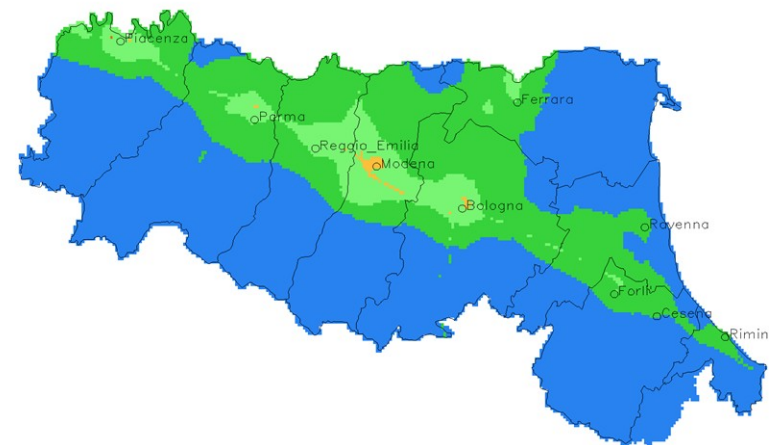 Piacenza
Parma
Ferrara
Reggio_Emilia
Modena
Bologna
Ravenna
Forlì
Cesena
Rimin